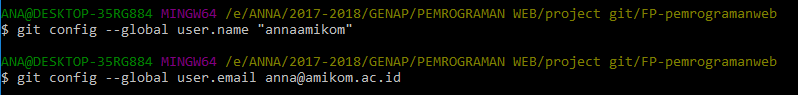 ANA@DESKTOP-35RG884 MINGW64 /e/ANNA/2017-2018/GENAP/PEMROGRAMAN WEB/project git/FP-pemrogramanweb
$ git config --global user.name "annaamikom"
ANA@DESKTOP-35RG884 MINGW64 /e/ANNA/2017-2018/GENAP/PEMROGRAMAN WEB/project git/FP-pemrogramanweb
$ git config --global user.email anna@amikom.ac.id